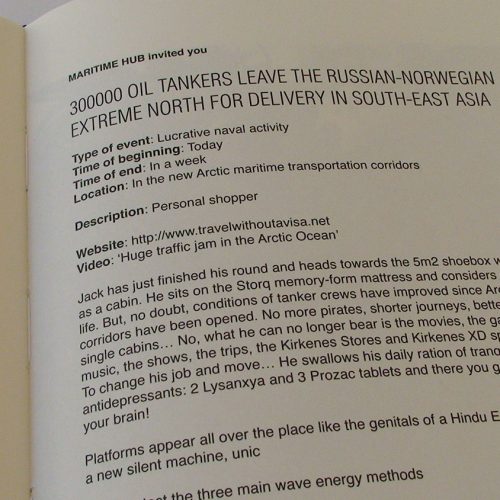 MARITIME HUB invited you
300000 OIL TANKERS LEAVE THE RUSSIAN-NORWEGIAN
EXTREME NORTH FOR DELIVERY IN SOUTH-EAST ASIA
Type of event: Lucrative naval activity
Time of beginning: Today
Time of end: In a week
Location: In the new Arctic maritime transportation corridors
Description: Personal shopper
Website: http://www.travelwithoutavisa.net
Video: 'Huge traffic jam in the Arctic Ocean'
Jack has just finished his round and heads towards the 5m2 shoebox
as a cabin. He sits on the Storq memory-form mattress and considers
life. But, no doubt, conditions of tanker crews have improved since
corridors have been opened. No more pirates, shorter journeys,
single cabins… No, what he can no longer bear is the movies, the
music, the shows, the trips, the Kirkenes Stores and Kirkenes XD
To change his job and move… He swallows his daily ration of
antidepressants: 2 Lysanxya and 3 Prozac tablets and there you
your brain!
Platforms appear all over the place like the genitals of a Hindu
a new silent machine, unic
the three main wave energy methods